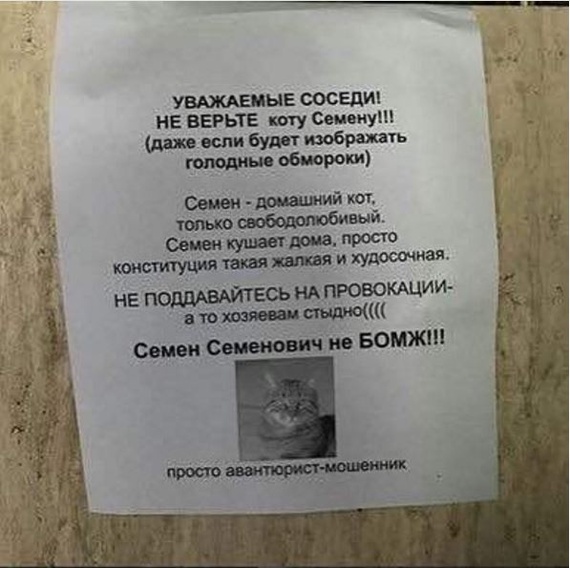 УВАЖАЕМЫЕ СОСЕДИ!
НЕ ВЕРЬТЕ коту Семену!!!
(даже если будет изображать
голодные обмороки)
Семен - домашний кот,
только свободолюбивый.
Семен кушает дома, просто
конституция такая жалкая и худосочная.
НЕ ПОДДАВАЙТЕСЬ НА ПРОВОКАЦИИ-
а то хозяевам стыдно((((
Семен Семенович не БОМЖ!!!
просто авантюрист-мошенник